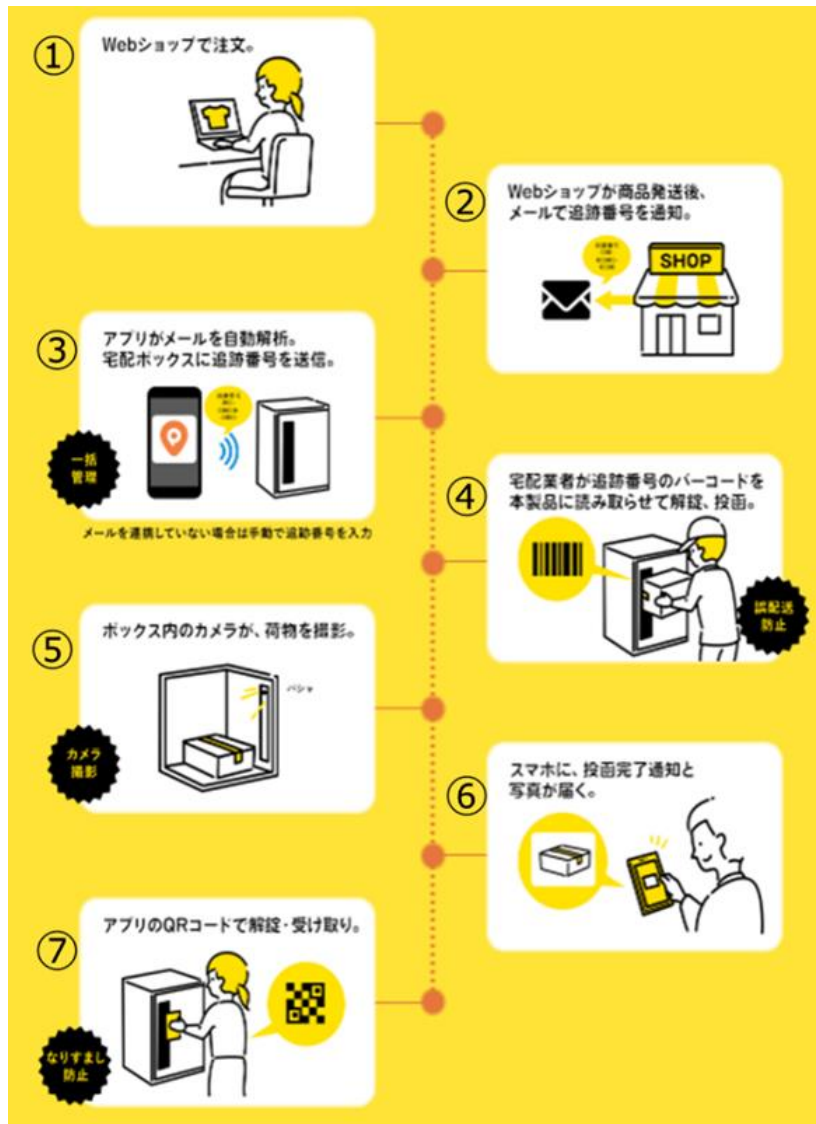 ①
Webショップで注文。
②
Webショップが商品発送後、
メールで追跡番号を通知。
SHOP
③
アプリがメールを自動解析。
宅配ボックスに追跡番号を送信。
一括
管理
メールを連携していない場合は手動で追跡番号を入力
④
宅配業者が追跡番号のバーコードを
本製品に読み取らせて解錠、投函。
誤配送
防止
⑤
ボックス内のカメラが、荷物を撮影。
パシャ
カメラ
撮影
⑥
スマホに、投函完了通知と
写真が届く。
⑦
アプリのQRコードで解錠・受け取り。
なりすまし
防止